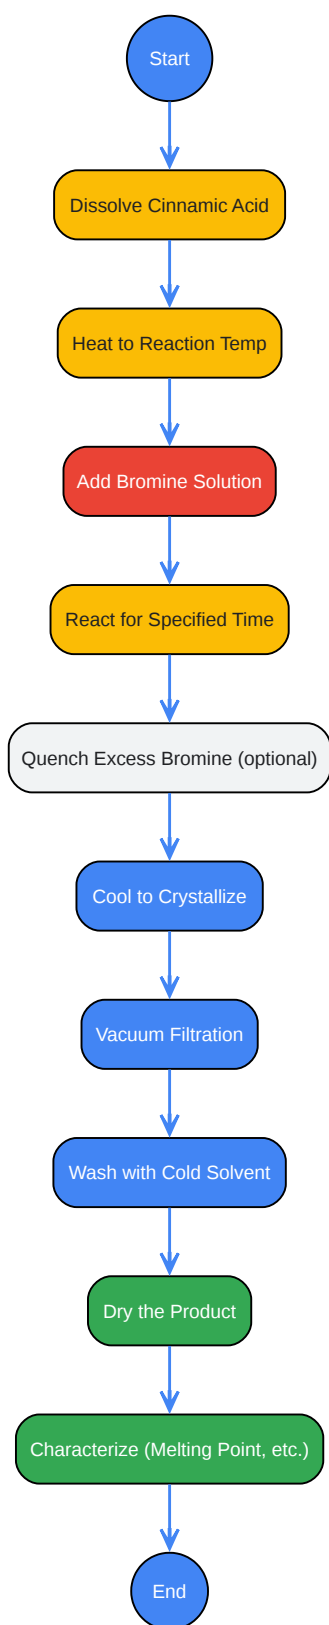 Start
Dissolve Cinnamic Acid
Heat to Reaction Temp
Add Bromine Solution
React for Specified Time
Quench Excess Bromine (optional)
Cool to Crystallize
Vacuum Filtration
Wash with Cold Solvent
Dry the Product
Characterize (Melting Point, etc.)
End